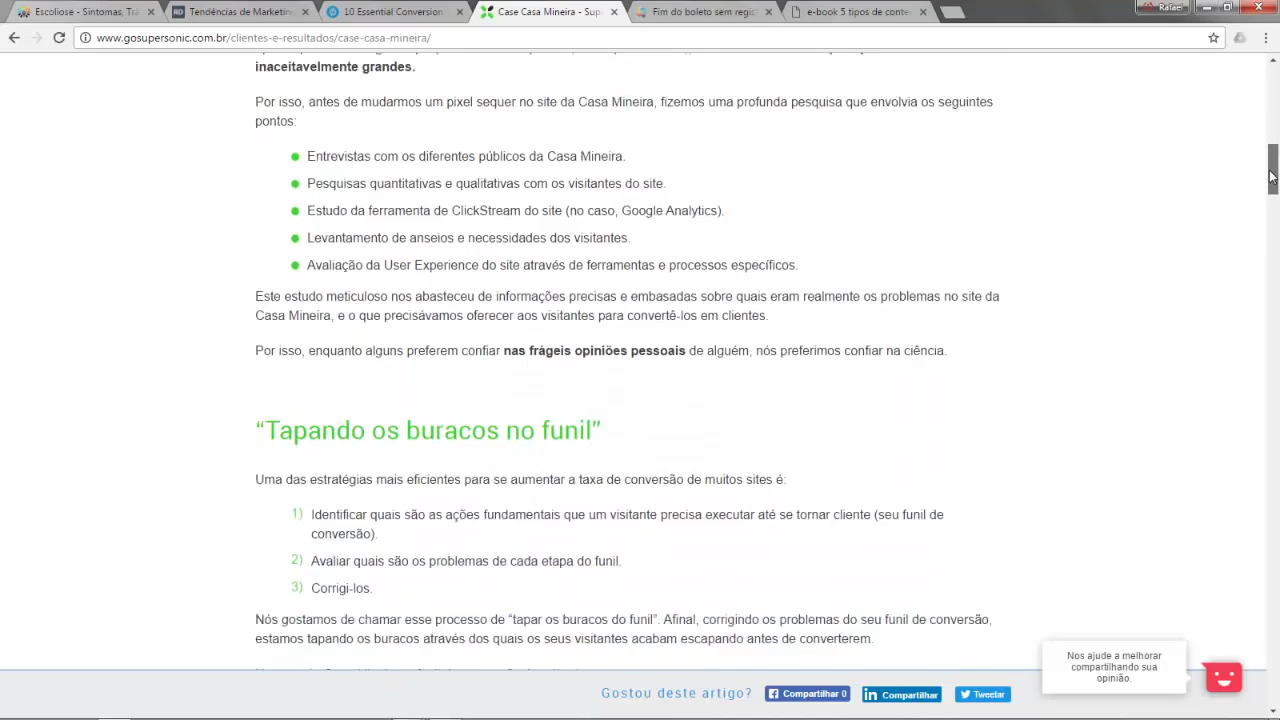 Escoliose - Sintomas, Tra
Tendências de Marketing
10 Essential Conversion
Case Casa Mineira - Sup
Fim do boleto sem regist
e-book 5 tipos de conte
Rafael
www.gosupersonic.com.br/clientes-e-resultados/case-casa-mineira/
inaceitavelmente grandes.
Por isso, antes de mudarmos um pixel sequer no site da Casa Mineira, fizemos uma profunda pesquisa que envolvia os seguintes
pontos:
Entrevistas com os diferentes públicos da Casa Mineira.
Pesquisas quantitativas e qualitativas com os visitantes do site.
Estudo da ferramenta de ClickStream do site (no caso, Google Analytics).
Levantamento de anseios e necessidades dos visitantes.
Avaliação da User Experience do site através de ferramentas e processos específicos.
Este estudo meticuloso nos abasteceu de informações precisas e embasadas sobre quais eram realmente os problemas no site da
Casa Mineira, e o que precisávamos oferecer aos visitantes para convertê-los em clientes.
Por isso, enquanto alguns preferem confiar nas frágeis opiniões pessoais de alguém, nós preferimos confiar na ciência.
“Tapando os buracos no funil”
Uma das estratégias mais eficientes para se aumentar a taxa de conversão de muitos sites é:
1) Identificar quais são as ações fundamentais que um visitante precisa executar até se tornar cliente (seu funil de
conversão).
2) Avaliar quais são os problemas de cada etapa do funil.
3) Corrigi-los.
Nós gostamos de chamar esse processo de “tapar os buracos do funil”. Afinal, corrigindo os problemas do seu funil de conversão,
estamos tapando os buracos através dos quais os seus visitantes acabam escapando antes de converterem.
Nos ajude a melhorar
compartilhando sua
opinião.
Gostou deste artigo?
Compartilhar 0
Compartilhar
Tweetar